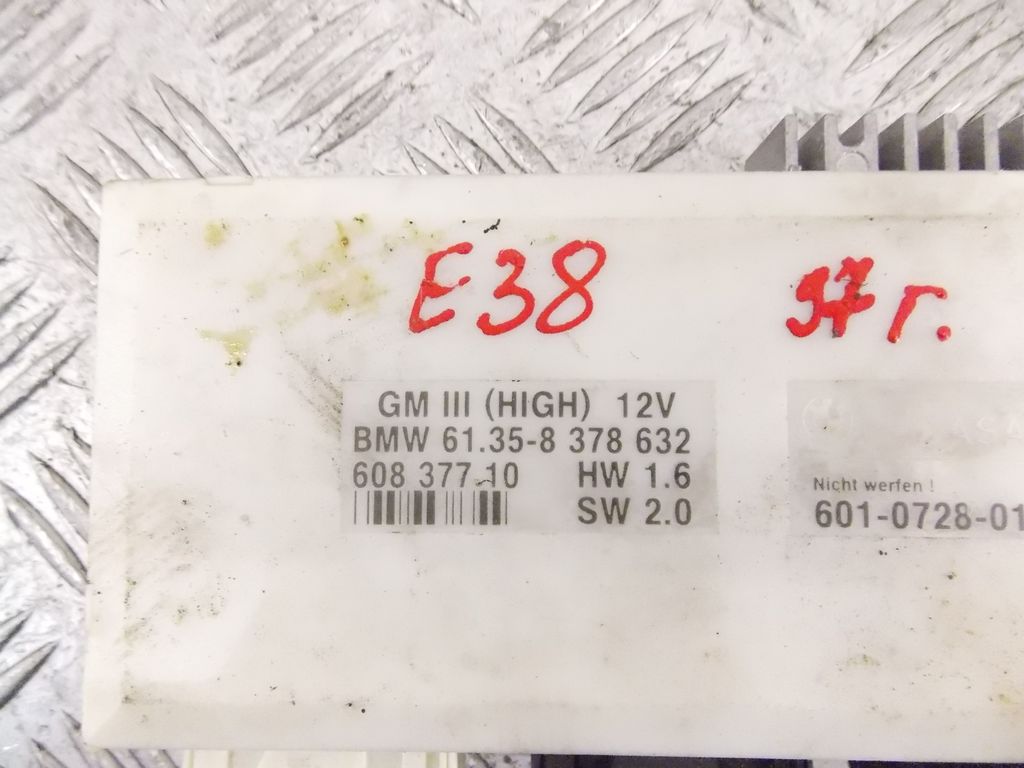 E38
97 г.
GM III (HIGH) 12V
BMW 61.35-8 378 632
608 377 10 HW 1.6
SW 2.0
Nicht werfen !
601-0728-01